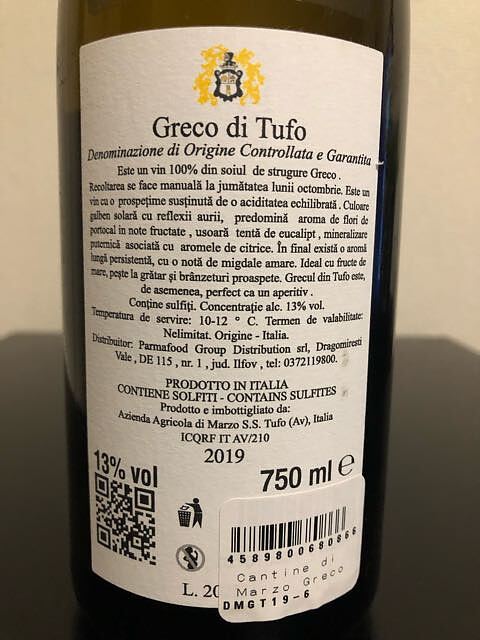 Greco di Tufo
Denominazione di Origine Controllata e Garantita
Este un vin 100% din soiul de strugure Greco .
Recoltarea se face manuală la jumătatea lunii octombrie. Este un
vin cu o prospețime susținută de o aciditatea echilibrată . Culoare
galben solară cu reflexii aurii, predomină aroma de flori de
portocal in note fructate , usoară tentă de eucalipt , mineralizare
puternică asociată cu aromele de citrice. În final există o aromă
lungă persistentă, cu o notă de migdale amare. Ideal cu fructe de
mare, pește la grătar și brânzeturi proaspete. Grecul din Tufo este,
de asemenea, perfect ca un aperitiv .
Conține sulfiți. Concentrație alc. 13% vol.
Temperatura de servire: 10-12 ° C. Termen de valabilitate:
Nelimitat. Origine - Italia.
Distribuitor: Parmafood Group Distribution srl, Dragomiresti
Vale , DE 115 , nr. 1 , jud. Ilfov , tel: 0372119800.
PRODOTTO IN ITALIA
CONTIENE SOLFITI - CONTAINS SULFITES
Prodotto e imbottigliato da:
Azienda Agricola di Marzo S.S. Tufo (Av), Italia
ICQRF IT AV/210
2019
13% vol
750 ml e
L. 20
4589800680866
Cantine di
Marzo Greco
DMGT19-6